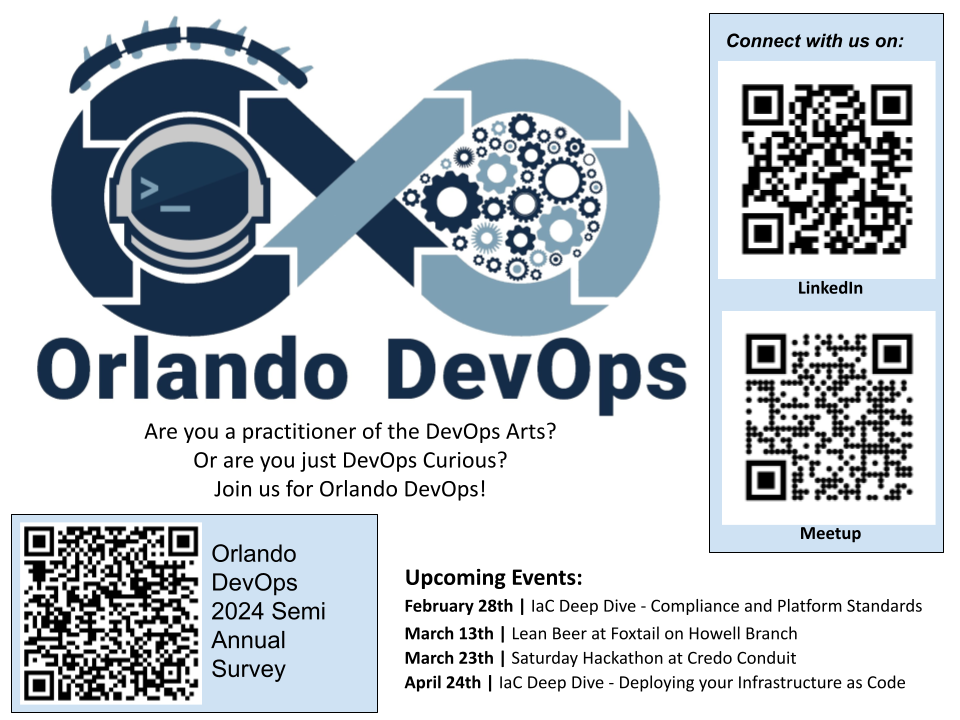 Connect with us on:
>_
Orlando DevOps
LinkedIn
Are you a practitioner of the DevOps Arts?
Or are you just DevOps Curious?
Join us for Orlando DevOps!
Meetup
Orlando
DevOps
2024 Semi
Annual
Survey
Upcoming Events:
February 28th | IaC Deep Dive - Compliance and Platform Standards
March 13th | Lean Beer at Foxtail on Howell Branch
March 23th | Saturday Hackathon at Credo Conduit
April 24th | IaC Deep Dive - Deploying your Infrastructure as Code